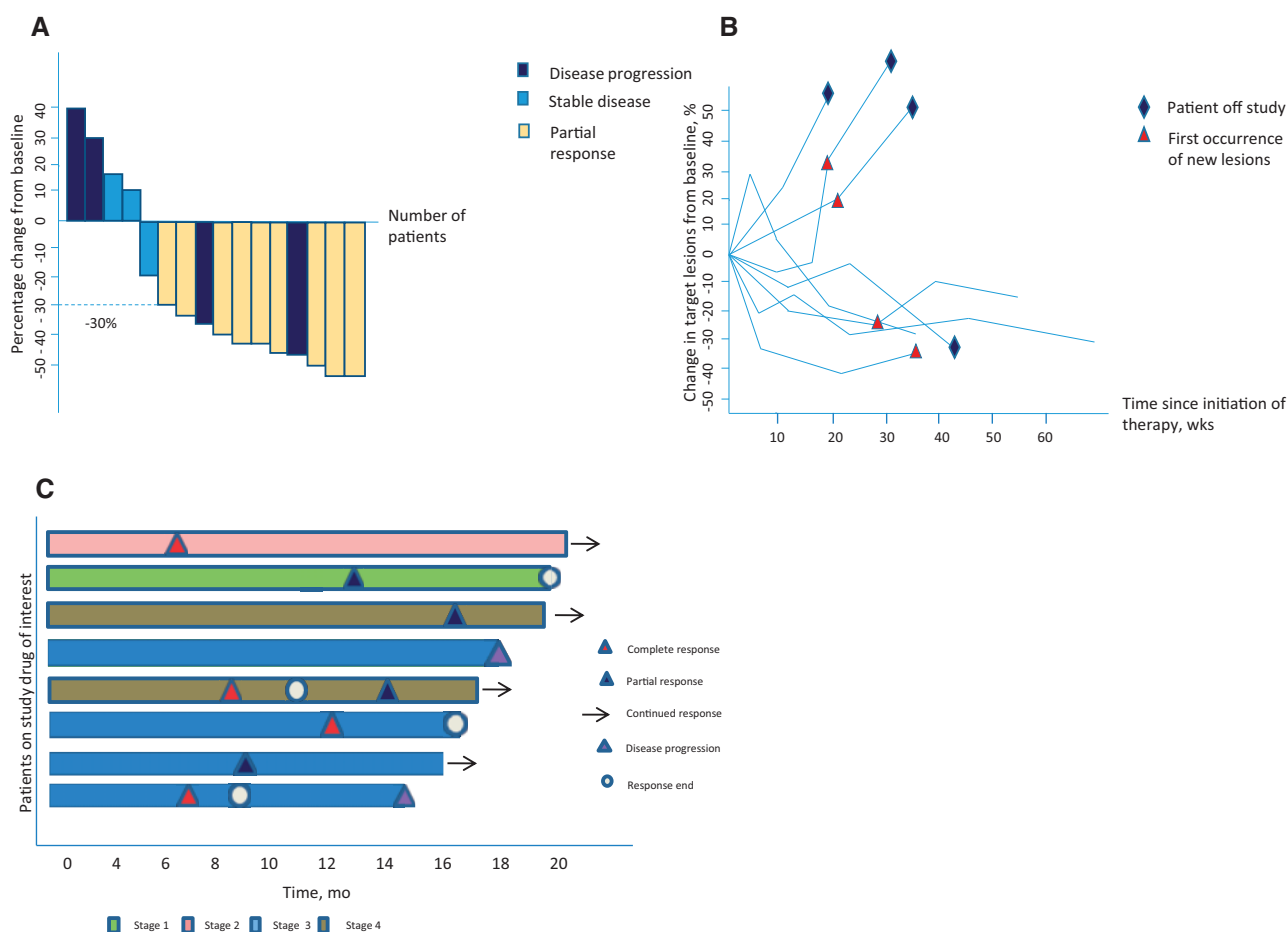 A
Percentage change from baseline
40
30
20
10
0
-10
-20
-30
-40
-50
-30%
Number of
patients
Disease progression
Stable disease
Partial
response
B
Change in target lesions from baseline, %
50
40
30
20
10
0
-10
-20
-30
-40
-50
10 20 30 40 50 60
Time since initiation of
therapy, wks
Patient off study
First occurrence
of new lesions
C
Patients on study drug of interest
Complete response
Partial response
Continued response
Disease progression
Response end
0 4 6 8 10 12 14 16 18 20
Time, mo
Stage 1 Stage 2 Stage 3 Stage 4